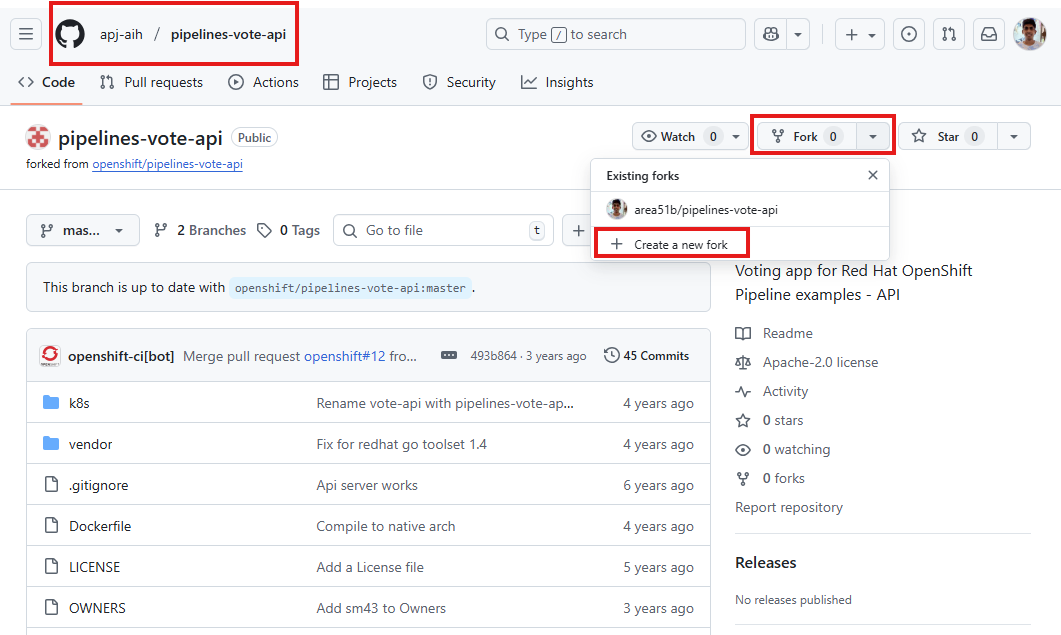 apj-aih / pipelines-vote-api
Type / to search
Code Pull requests Actions Projects Security Insights
pipelines-vote-api Public
Watch 0 Fork 0 Star 0
forked from openshift/pipelines-vote-api
Existing forks
area51b/pipelines-vote-api
Create a new fork
mas... 2 Branches 0 Tags Go to file t
This branch is up to date with openshift/pipelines-vote-api:master .
openshift-ci[bot] Merge pull request openshift#12 fro... 493b864 · 3 years ago 45 Commits
k8s Rename vote-api with pipelines-vote-ap... 4 years ago
vendor Fix for redhat go toolset 1.4 4 years ago
.gitignore Api server works 6 years ago
Dockerfile Compile to native arch 4 years ago
LICENSE Add a License file 5 years ago
OWNERS Add sm43 to Owners 3 years ago
Voting app for Red Hat OpenShift
Pipeline examples - API
Readme
Apache-2.0 license
Activity
0 stars
0 watching
0 forks
Report repository
Releases
No releases published